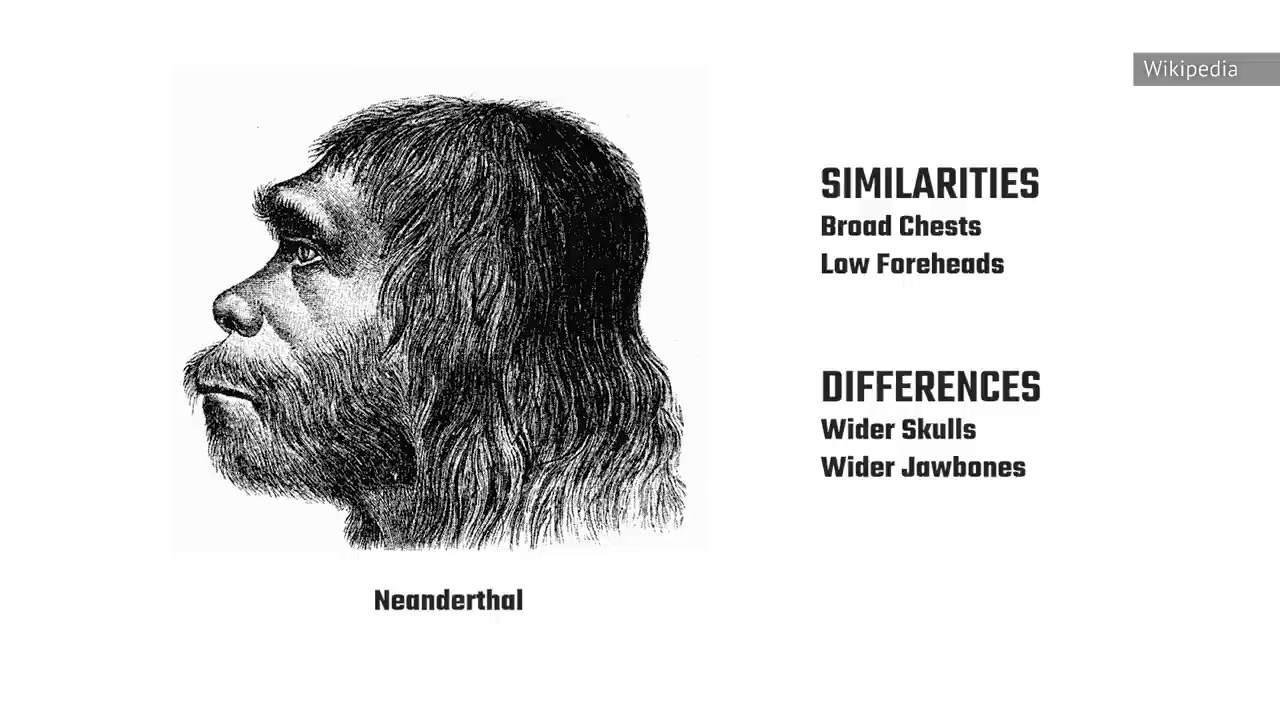 Wikipedia
SIMILARITIES
Broad Chests
Low Foreheads
DIFFERENCES
Wider Skulls
Wider Jawbones
Neanderthal